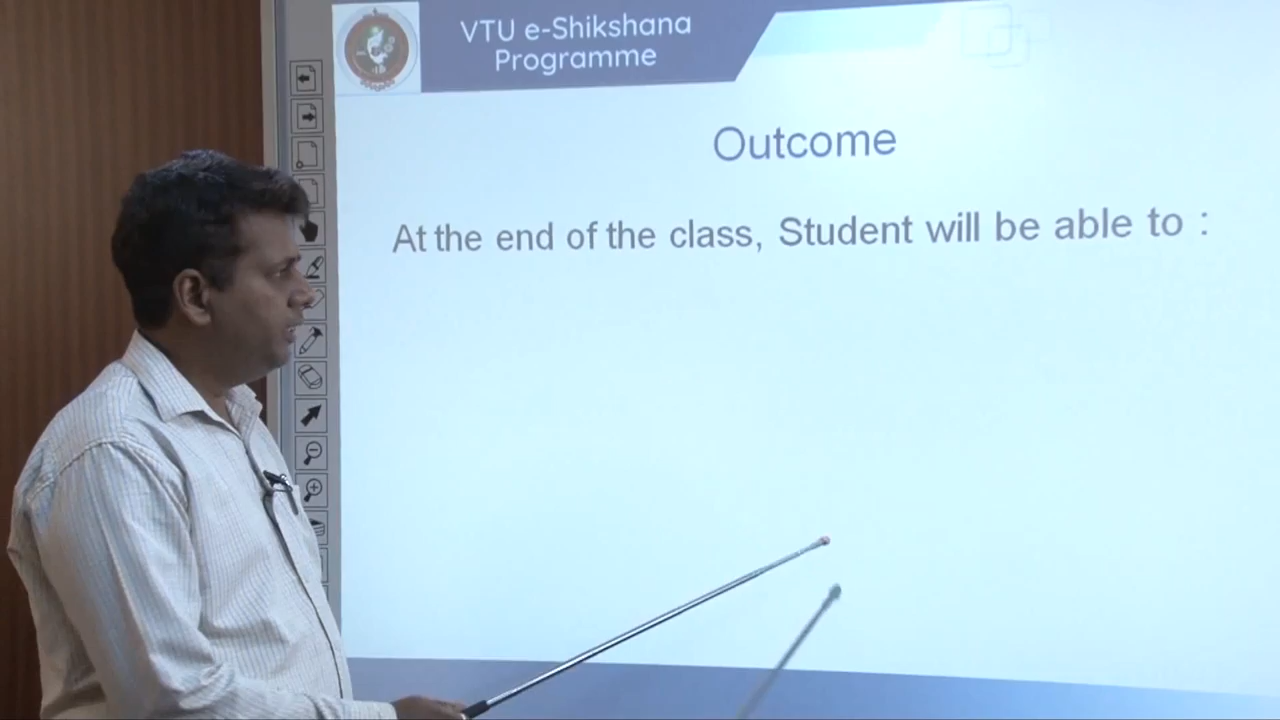 VTU e-Shikshana
Programme
Outcome
At the end of the class, Student will be able to :